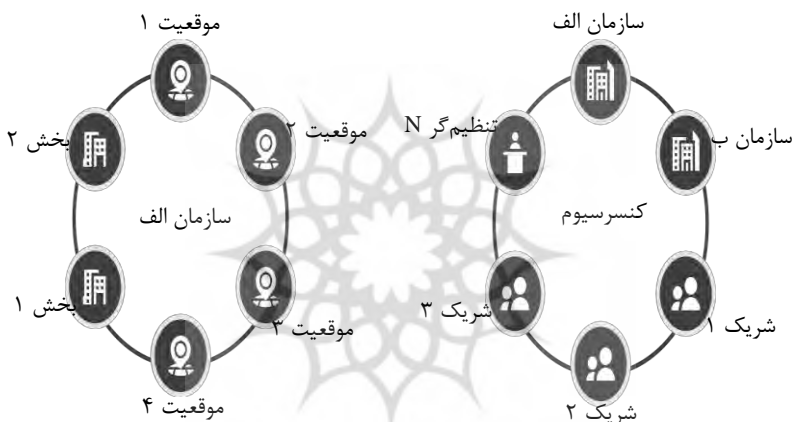 سازمان الف
سازمان ب
شریک ۱
شریک ۲
شریک ۳
تنظیم‌گر N
کنسرسیوم
موقعیت ۱
موقعیت ۲
موقعیت ۳
موقعیت ۴
بخش ۱
بخش ۲
سازمان الف